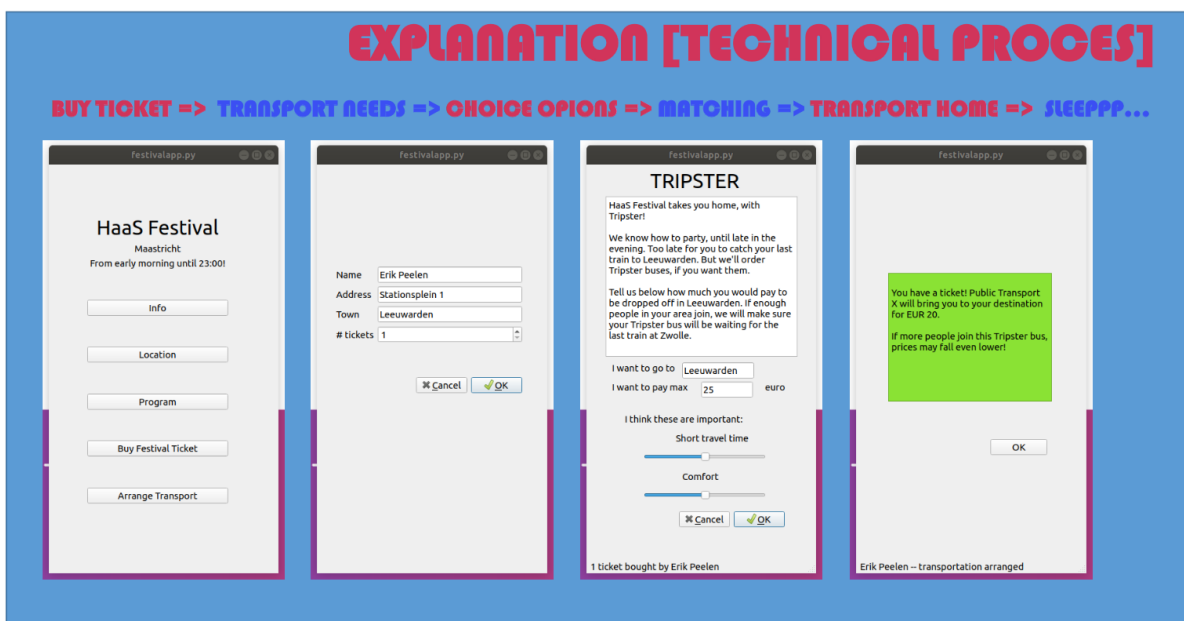 EXPLANATION [TECHNICAL PROCES]
BUY TICKET => TRANSPORT NEEDS => CHOICE OPIONS => MATCHING => TRANSPORT HOME => SLEEPPP...
festivalapp.py
HaaS Festival
Maastricht
From early morning until 23:00!
Info
Location
Program
Buy Festival Ticket
Arrange Transport
festivalapp.py
Name Erik Peelen
Address Stationsplein 1
Town Leeuwarden
# tickets 1
Cancel OK
festivalapp.py
TRIPSTER
HaaS Festival takes you home, with
Tripster!
We know how to party, until late in the
evening. Too late for you to catch your last
train to Leeuwarden. But we'll order
Tripster buses, if you want them.
Tell us below how much you would pay to
be dropped off in Leeuwarden. If enough
people in your area join, we will make sure
your Tripster bus will be waiting for the
last train at Zwolle.
I want to go to Leeuwarden
I want to pay max 25 euro
I think these are important:
Short travel time
Comfort
Cancel OK
1 ticket bought by Erik Peelen
festivalapp.py
You have a ticket! Public Transport
X will bring you to your destination
for EUR 20.
If more people join this Tripster bus,
prices may fall even lower!
OK
Erik Peelen -- transportation arranged